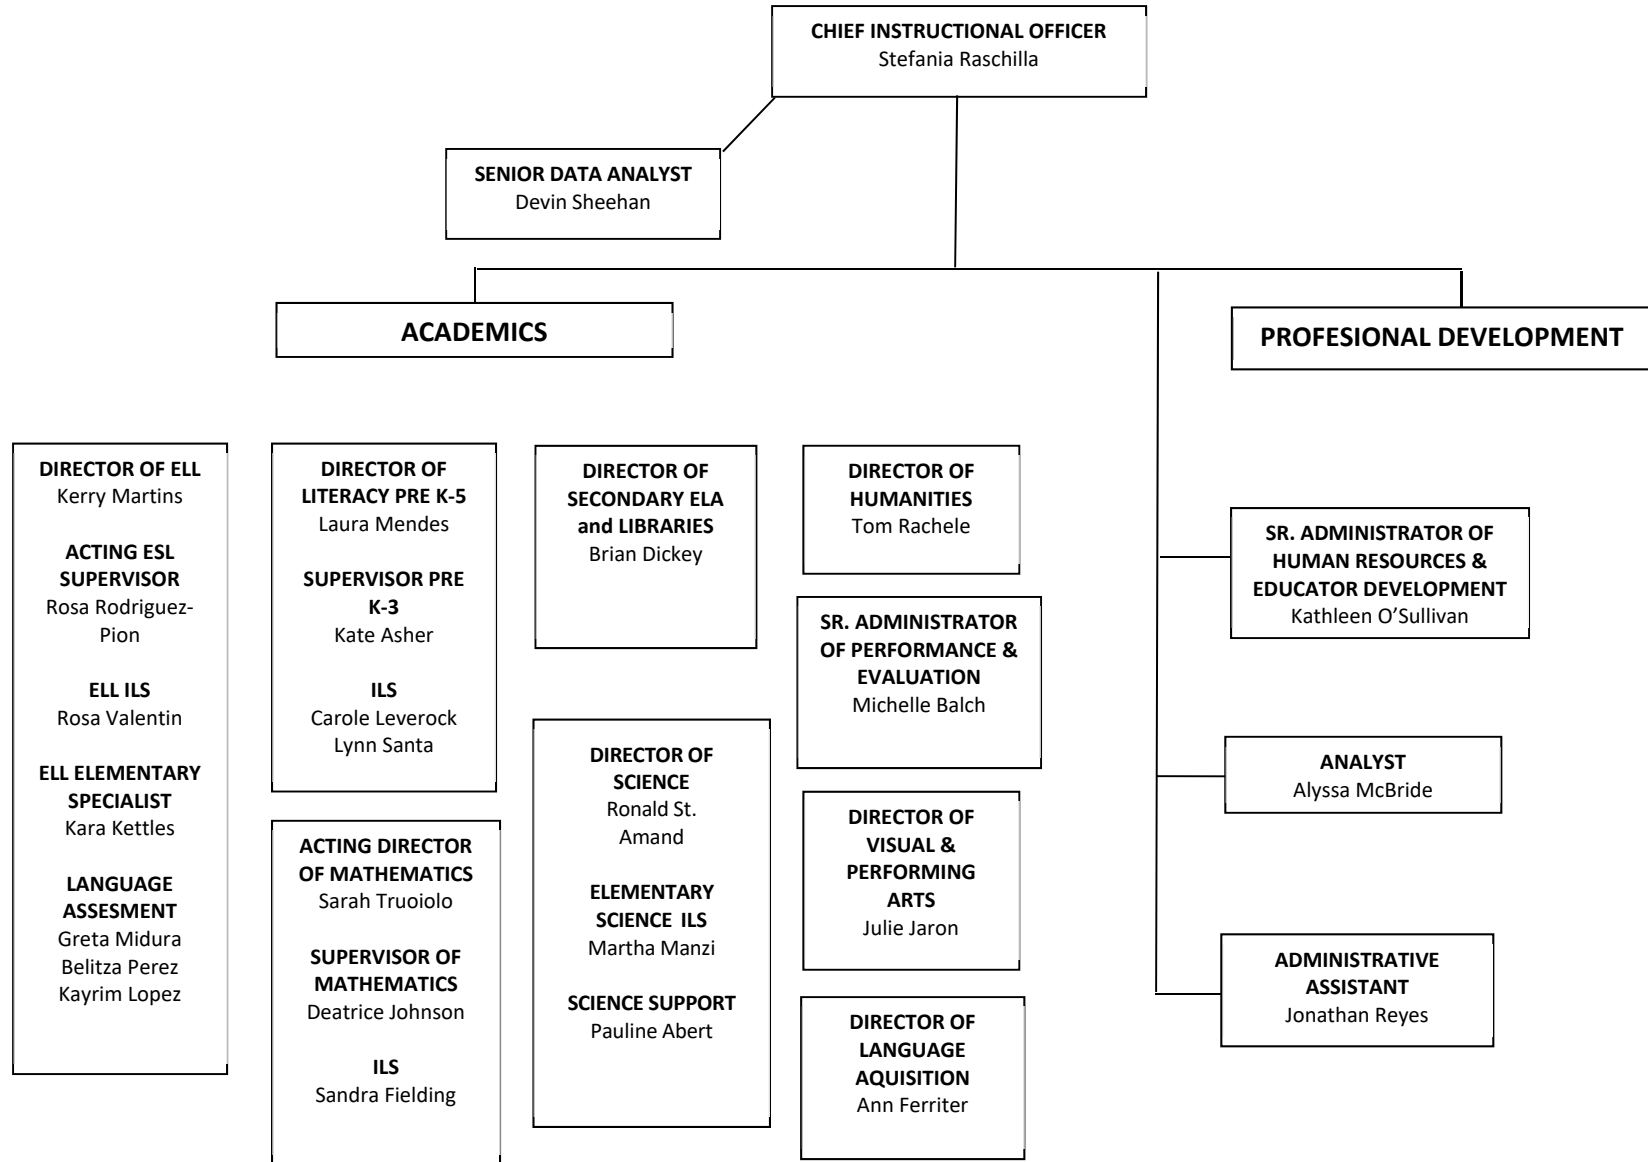 CHIEF INSTRUCTIONAL OFFICER
Stefania Raschilla
SENIOR DATA ANALYST
Devin Sheehan
ACADEMICS
PROFESIONAL DEVELOPMENT
DIRECTOR OF ELL
Kerry Martins
ACTING ESL
SUPERVISOR
Rosa Rodriguez-
Pion
ELL ILS
Rosa Valentin
ELL ELEMENTARY
SPECIALIST
Kara Kettles
LANGUAGE
ASSESMENT
Greta Midura
Belitza Perez
Kayrim Lopez
DIRECTOR OF
LITERACY PRE K-5
Laura Mendes
SUPERVISOR PRE
K-3
Kate Asher
ILS
Carole Leverock
Lynn Santa
ACTING DIRECTOR
OF MATHEMATICS
Sarah Truoiolo
SUPERVISOR OF
MATHEMATICS
Deatrice Johnson
ILS
Sandra Fielding
DIRECTOR OF
SECONDARY ELA
and LIBRARIES
Brian Dickey
DIRECTOR OF
SCIENCE
Ronald St.
Amand
ELEMENTARY
SCIENCE ILS
Martha Manzi
SCIENCE SUPPORT
Pauline Abert
DIRECTOR OF
HUMANITIES
Tom Rachele
SR. ADMINISTRATOR
OF PERFORMANCE &
EVALUATION
Michelle Balch
DIRECTOR OF
VISUAL &
PERFORMING
ARTS
Julie Jaron
DIRECTOR OF
LANGUAGE
AQUISITION
Ann Ferriter
SR. ADMINISTRATOR OF
HUMAN RESOURCES &
EDUCATOR DEVELOPMENT
Kathleen O’Sullivan
ANALYST
Alyssa McBride
ADMINISTRATIVE
ASSISTANT
Jonathan Reyes